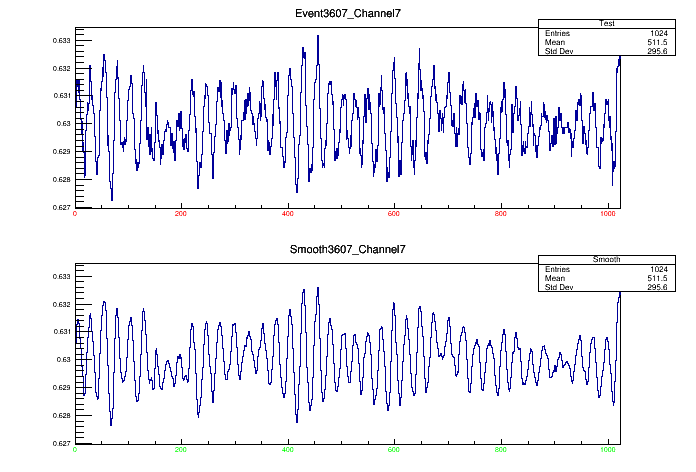 Event3607_Channel7
Test
Entries 1024
Mean 511.5
Std Dev 295.6
0.633
0.632
0.631
0.63
0.629
0.628
0.627
0 200 400 600 800 1000
Smooth3607_Channel7
Smooth
Entries 1024
Mean 511.5
Std Dev 295.6
0.633
0.632
0.631
0.63
0.629
0.628
0.627
0 200 400 600 800 1000